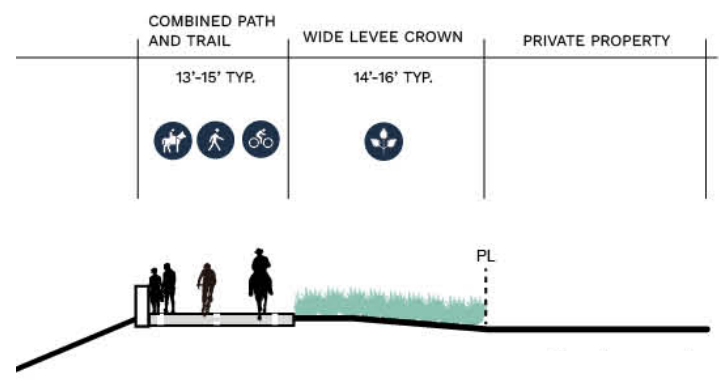 COMBINED PATH
AND TRAIL
WIDE LEVEE CROWN
PRIVATE PROPERTY
13'-15' TYP.
14'-16' TYP.
PL